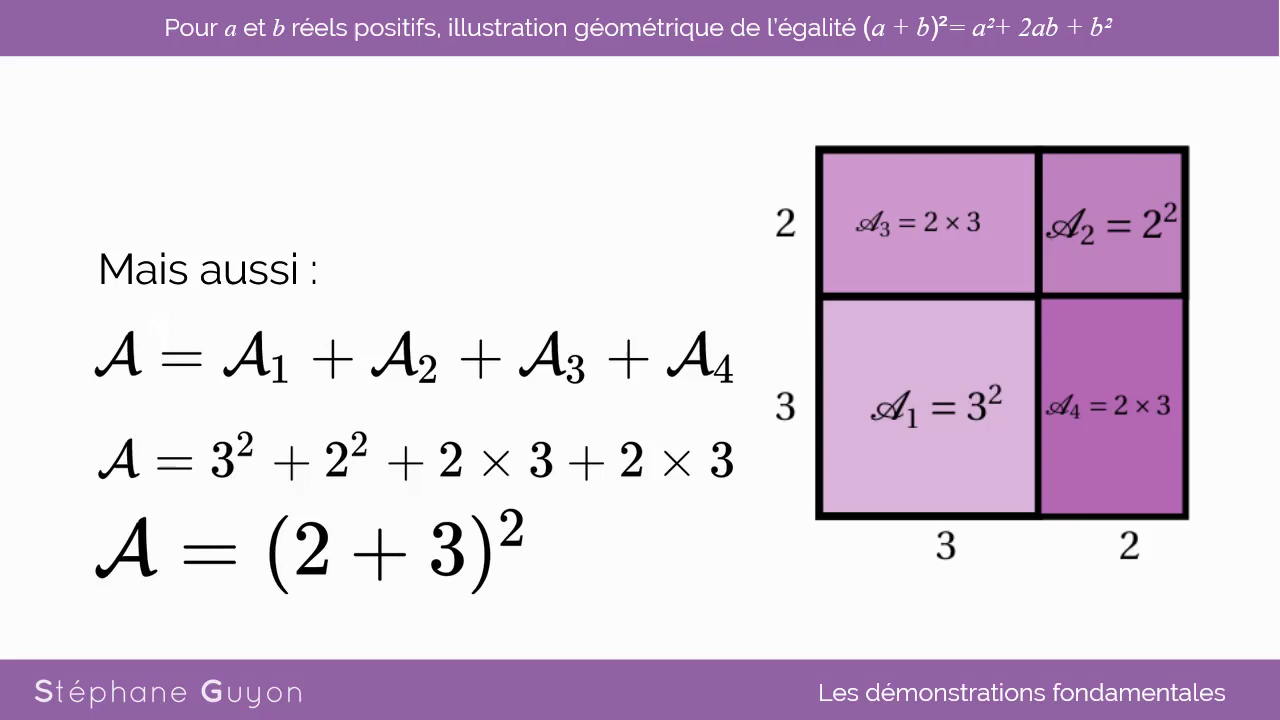 Pour a et b réels positifs, illustration géométrique de l'égalité (a + b)²= a²+ 2ab + b²
Mais aussi :
𝒜 = 𝒜₁ + 𝒜₂ + 𝒜₃ + 𝒜₄
𝒜 = 3² + 2² + 2 × 3 + 2 × 3
𝒜 = (2 + 3)²
2
𝒜₃ = 2 × 3
𝒜₂ = 2²
3
𝒜₁ = 3²
𝒜₄ = 2 × 3
3
2
Stéphane Guyon
Les démonstrations fondamentales